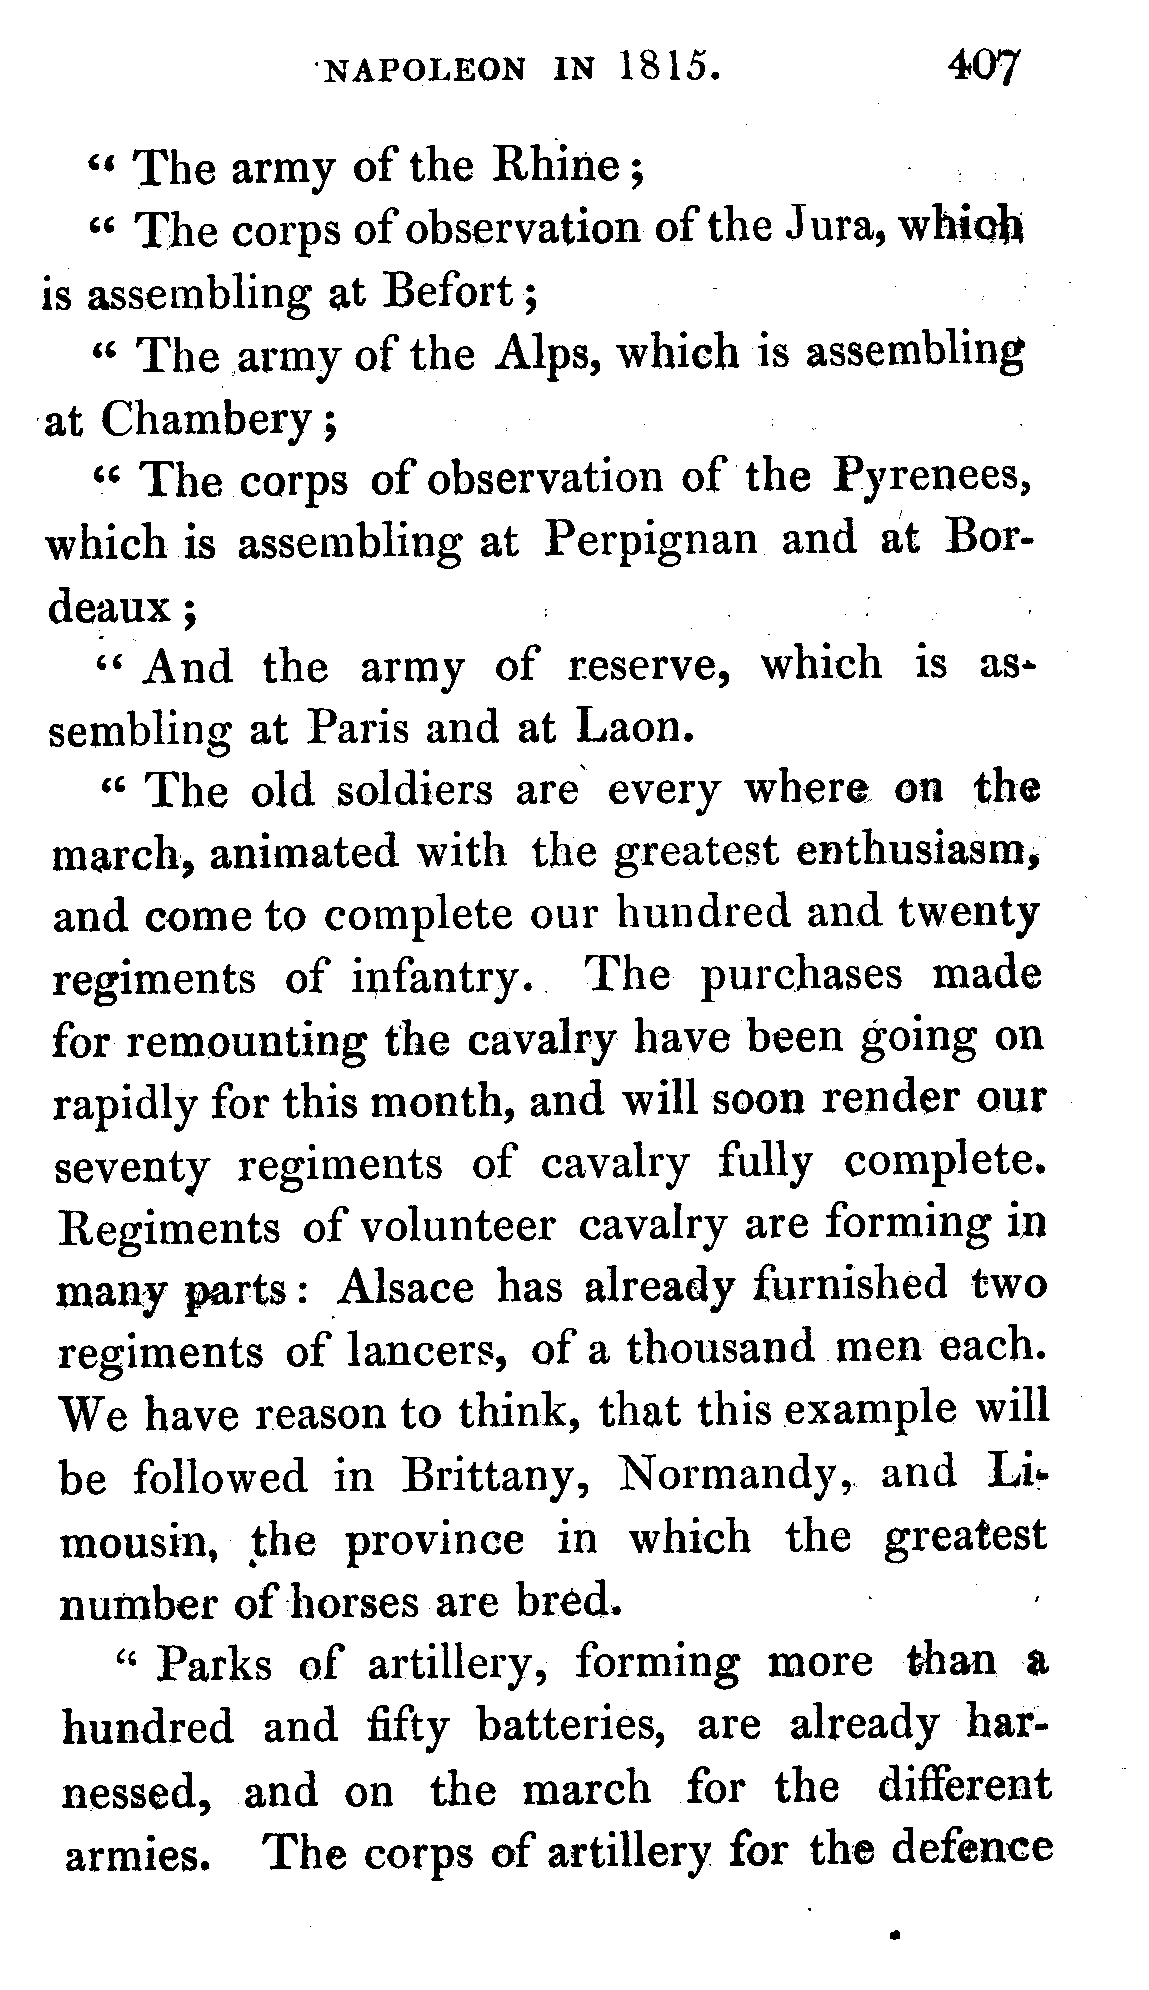 NAPOLEON IN 1815. 407
“ The army of the Rhine ;
“ The corps of observation of the Jura, which
is assembling at Befort ;
“ The army of the Alps, which is assembling
at Chambery ;
“ The corps of observation of the Pyrenees,
which is assembling at Perpignan and at Bor-
deaux ;
“ And the army of reserve, which is as-
sembling at Paris and at Laon.
“ The old soldiers are every where on the
march, animated with the greatest enthusiasm,
and come to complete our hundred and twenty
regiments of infantry. The purchases made
for remounting the cavalry have been going on
rapidly for this month, and will soon render our
seventy regiments of cavalry fully complete.
Regiments of volunteer cavalry are forming in
many parts : Alsace has already furnished two
regiments of lancers, of a thousand men each.
We have reason to think, that this example will
be followed in Brittany, Normandy, and Li-
mousin, the province in which the greatest
number of horses are bred.
“ Parks of artillery, forming more than a
hundred and fifty batteries, are already har-
nessed, and on the march for the different
armies. The corps of artillery for the defence